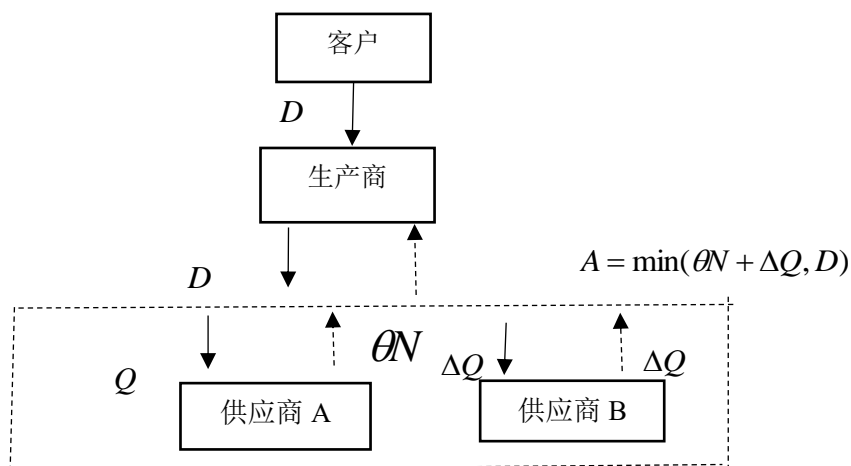 客户
D
生产商
A = min(θN + ΔQ, D)
D
θN
Q
ΔQ
ΔQ
供应商 A
供应商 B